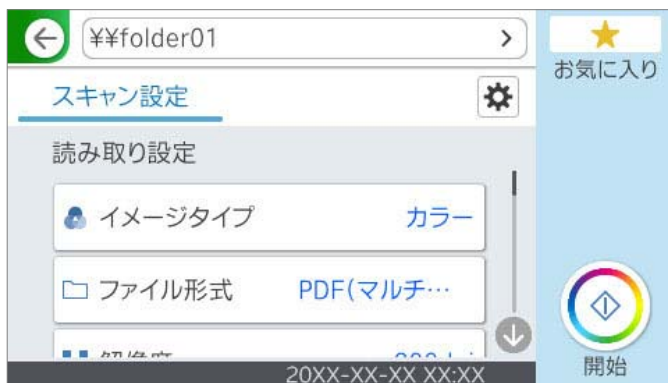 ¥¥folder01
お気に入り
スキャン設定
読み取り設定
イメージタイプ カラー
ファイル形式 PDF(マルチ…
20XX-XX-XX XX:XX
開始